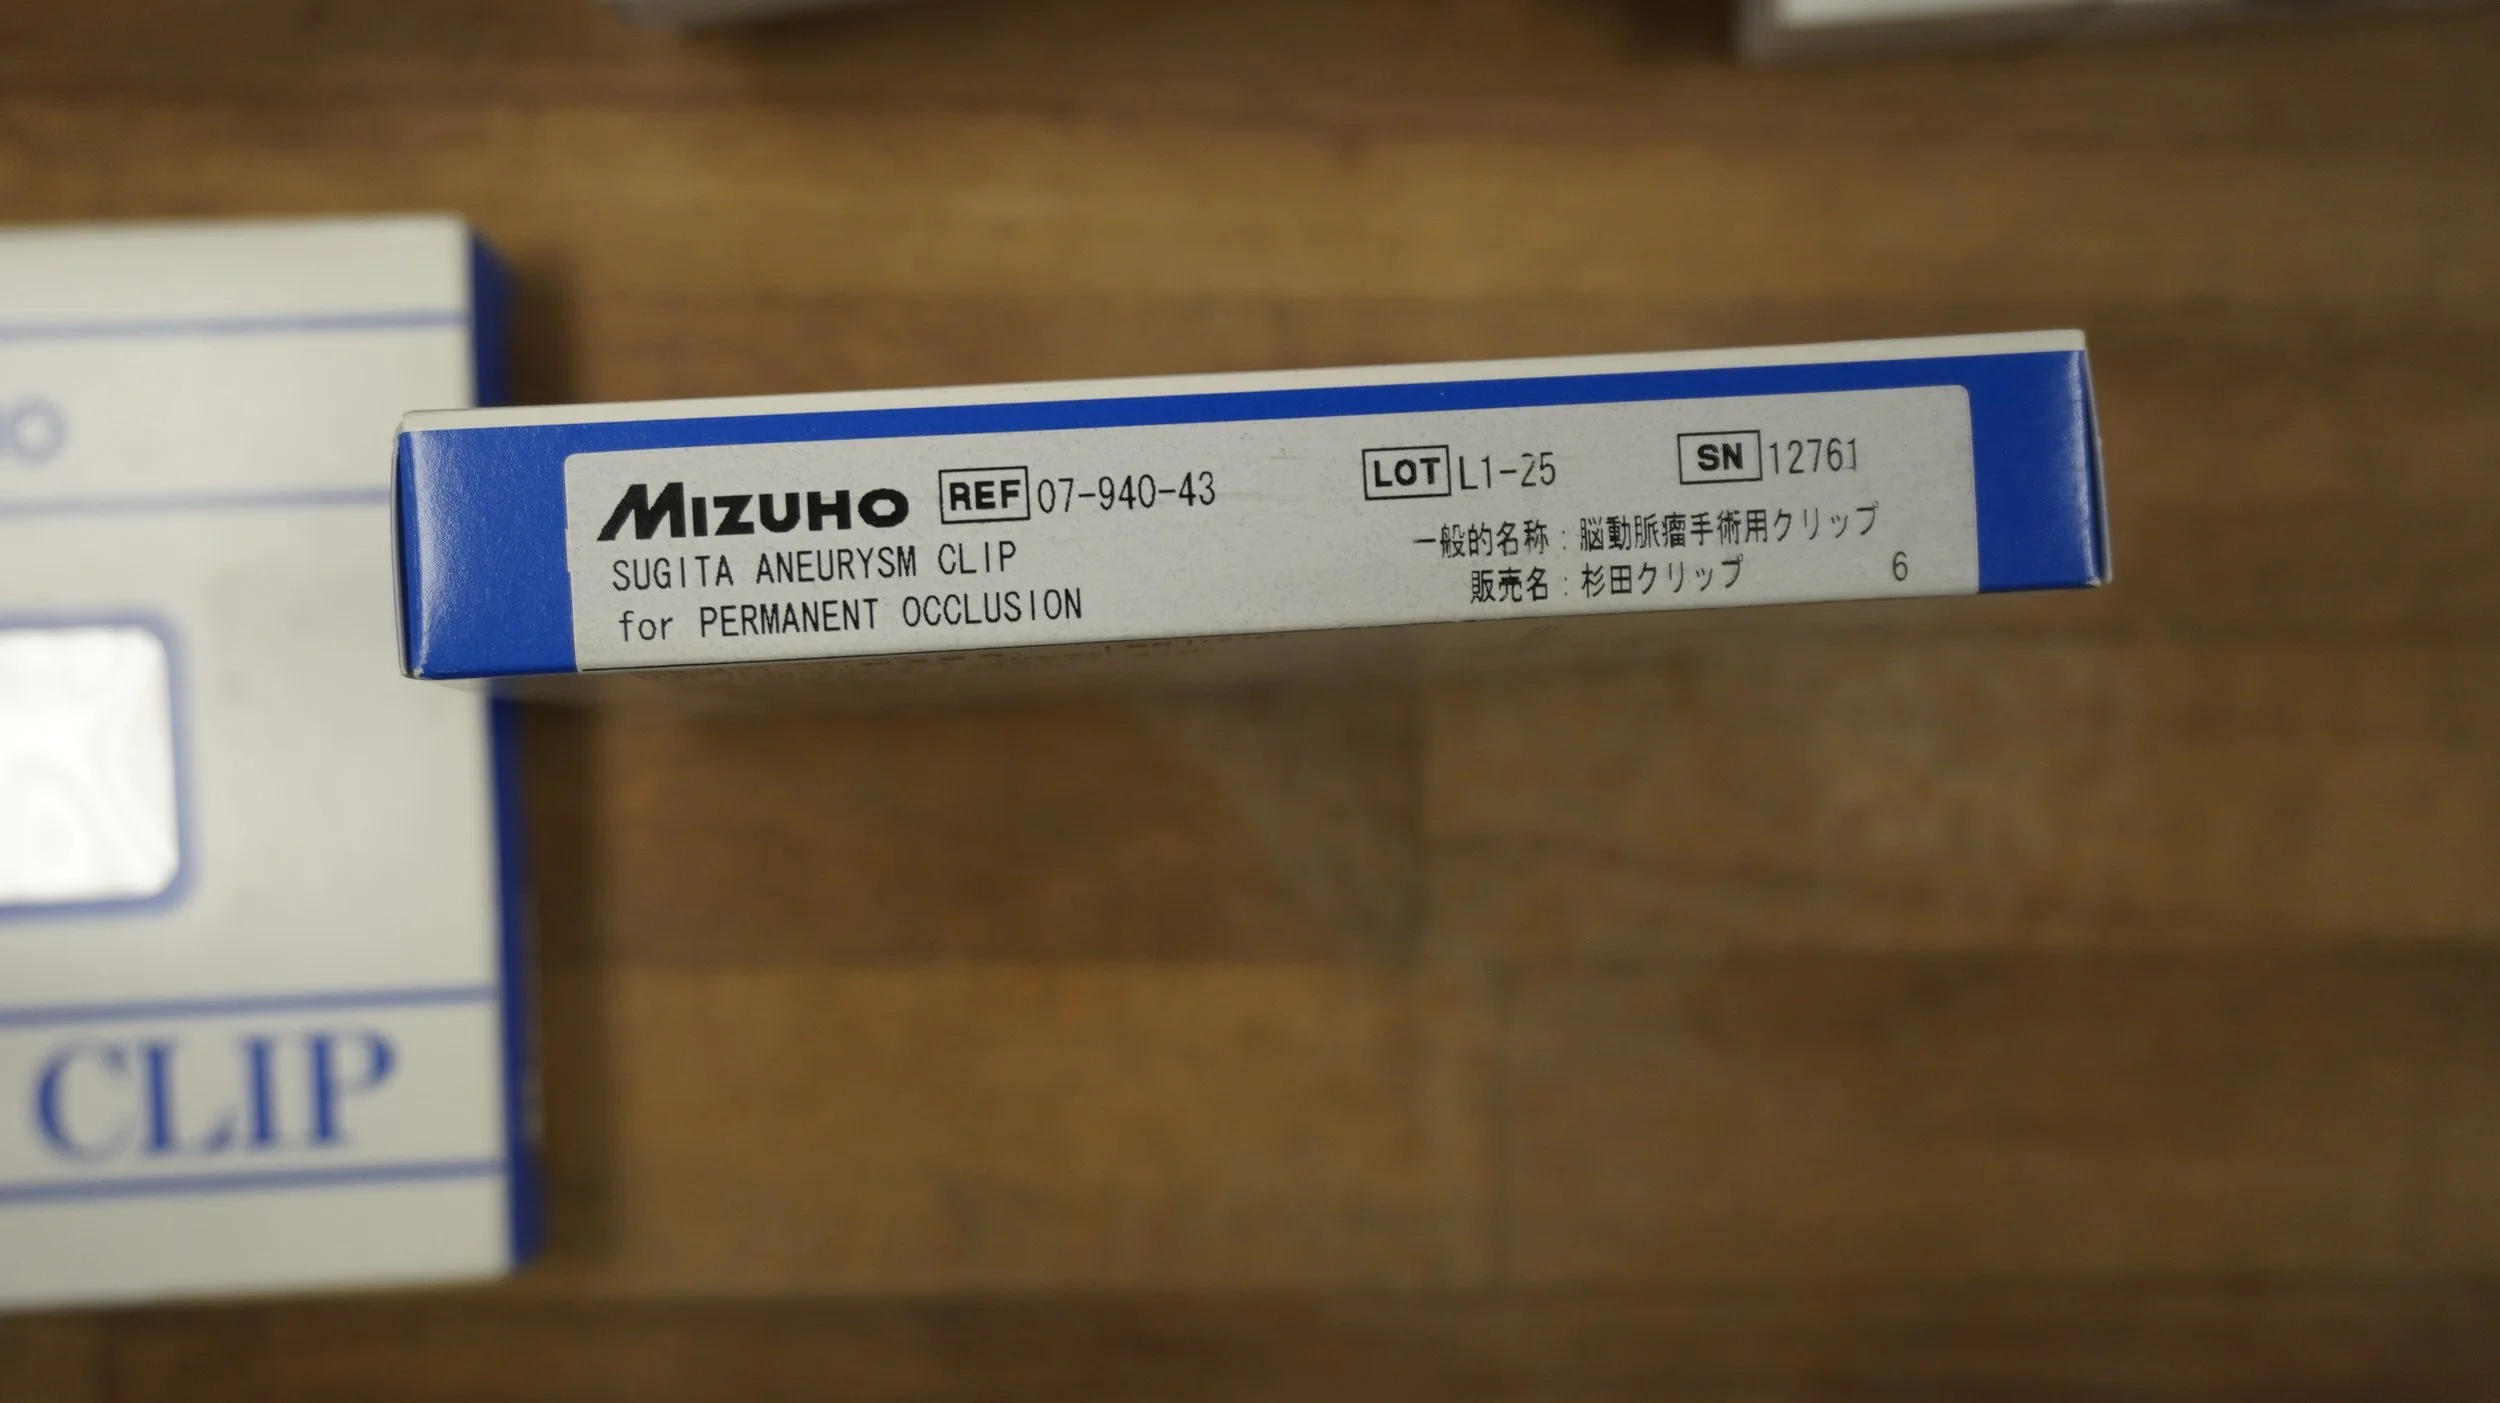 MIZUHO REF 07-940-43 LOT L1-25 SN 12761
SUGITA ANEURYSM CLIP
for PERMANENT OCCLUSION
一般的名称：脳動脈瘤手術用クリップ
販売名：杉田クリップ 6
CLIP